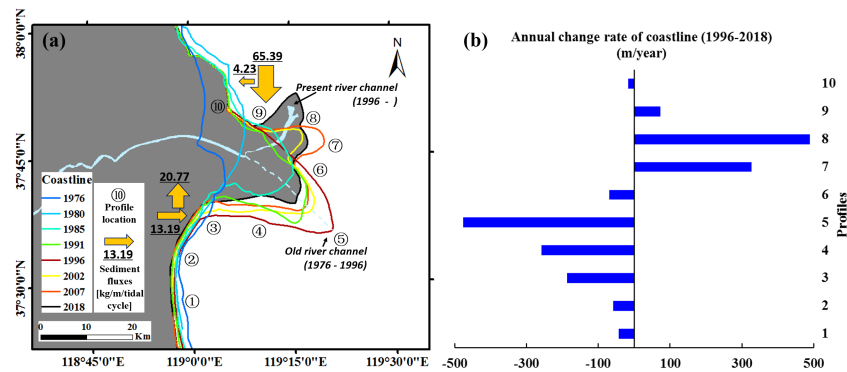 (a)
N
38°0'0"N
37°45'0"N
37°30'0"N
118°45'0"E
119°0'0"E
119°15'0"E
119°30'0"E
65.39
4.23
Present river channel
(1996 - )
⑩
⑨
⑧
⑦
⑥
⑤
④
③
②
①
20.77
13.19
Old river channel
(1976 - 1996)
Coastline
1976
1980
1985
1991
1996
2002
2007
2018
⑩
Profile
location
13.19
Sediment
fluxes
[kg/m/tidal
cycle]
0 10 20
Km
(b)
Annual change rate of coastline (1996-2018)
(m/year)
10
9
8
7
6
5
4
3
2
1
Profiles
-500 -300 -100 100 300 500